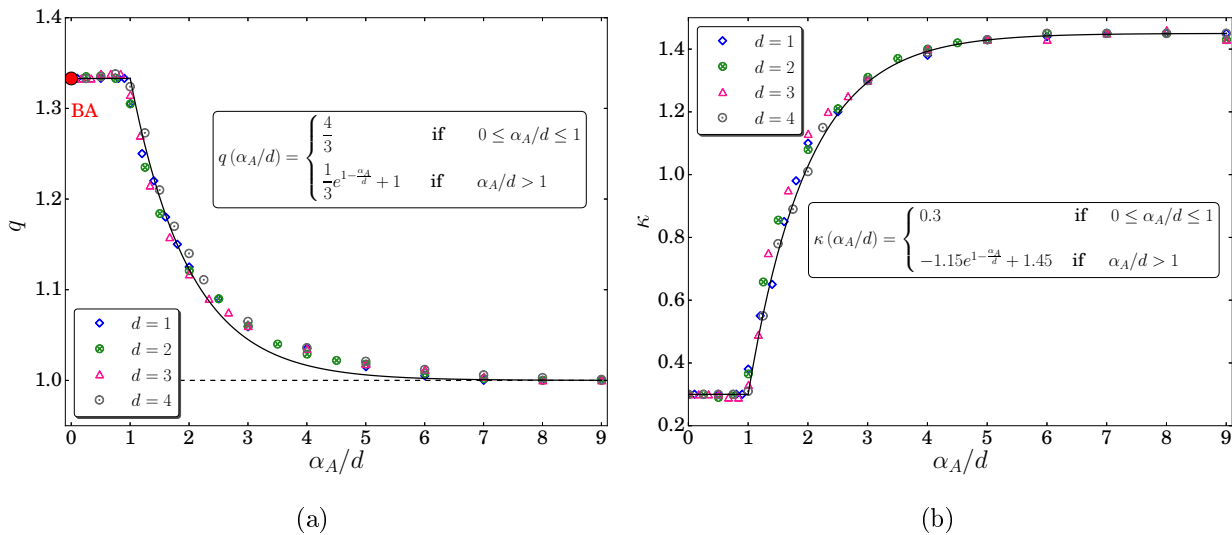 1.4
1.3
1.2
1.1
1.0
q
BA
q (α_A/d) = { 4/3 if 0 ≤ α_A/d ≤ 1
1/3 e^{1−α_A/d} + 1 if α_A/d > 1
d = 1
d = 2
d = 3
d = 4
0 1 2 3 4 5 6 7 8 9
α_A/d
(a)
1.4
1.2
1.0
0.8
0.6
0.4
0.2
κ
d = 1
d = 2
d = 3
d = 4
κ (α_A/d) = { 0.3 if 0 ≤ α_A/d ≤ 1
−1.15e^{1−α_A/d} + 1.45 if α_A/d > 1
0 1 2 3 4 5 6 7 8 9
α_A/d
(b)